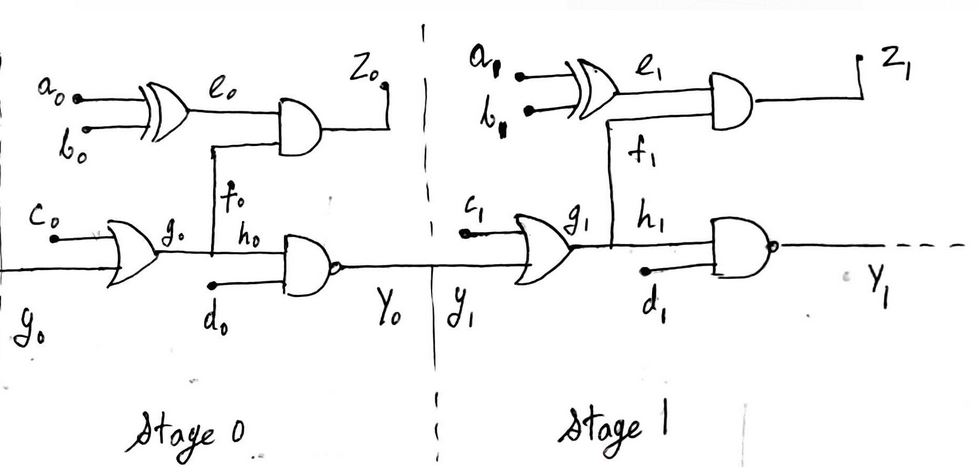 a₀
b₀
e₀
Z₀
f₀
c₀
g₀
h₀
d₀
y₀
Y₀
Stage 0
a₁
b₁
e₁
Z₁
f₁
c₁
g₁
h₁
d₁
y₁
Y₁
Stage 1